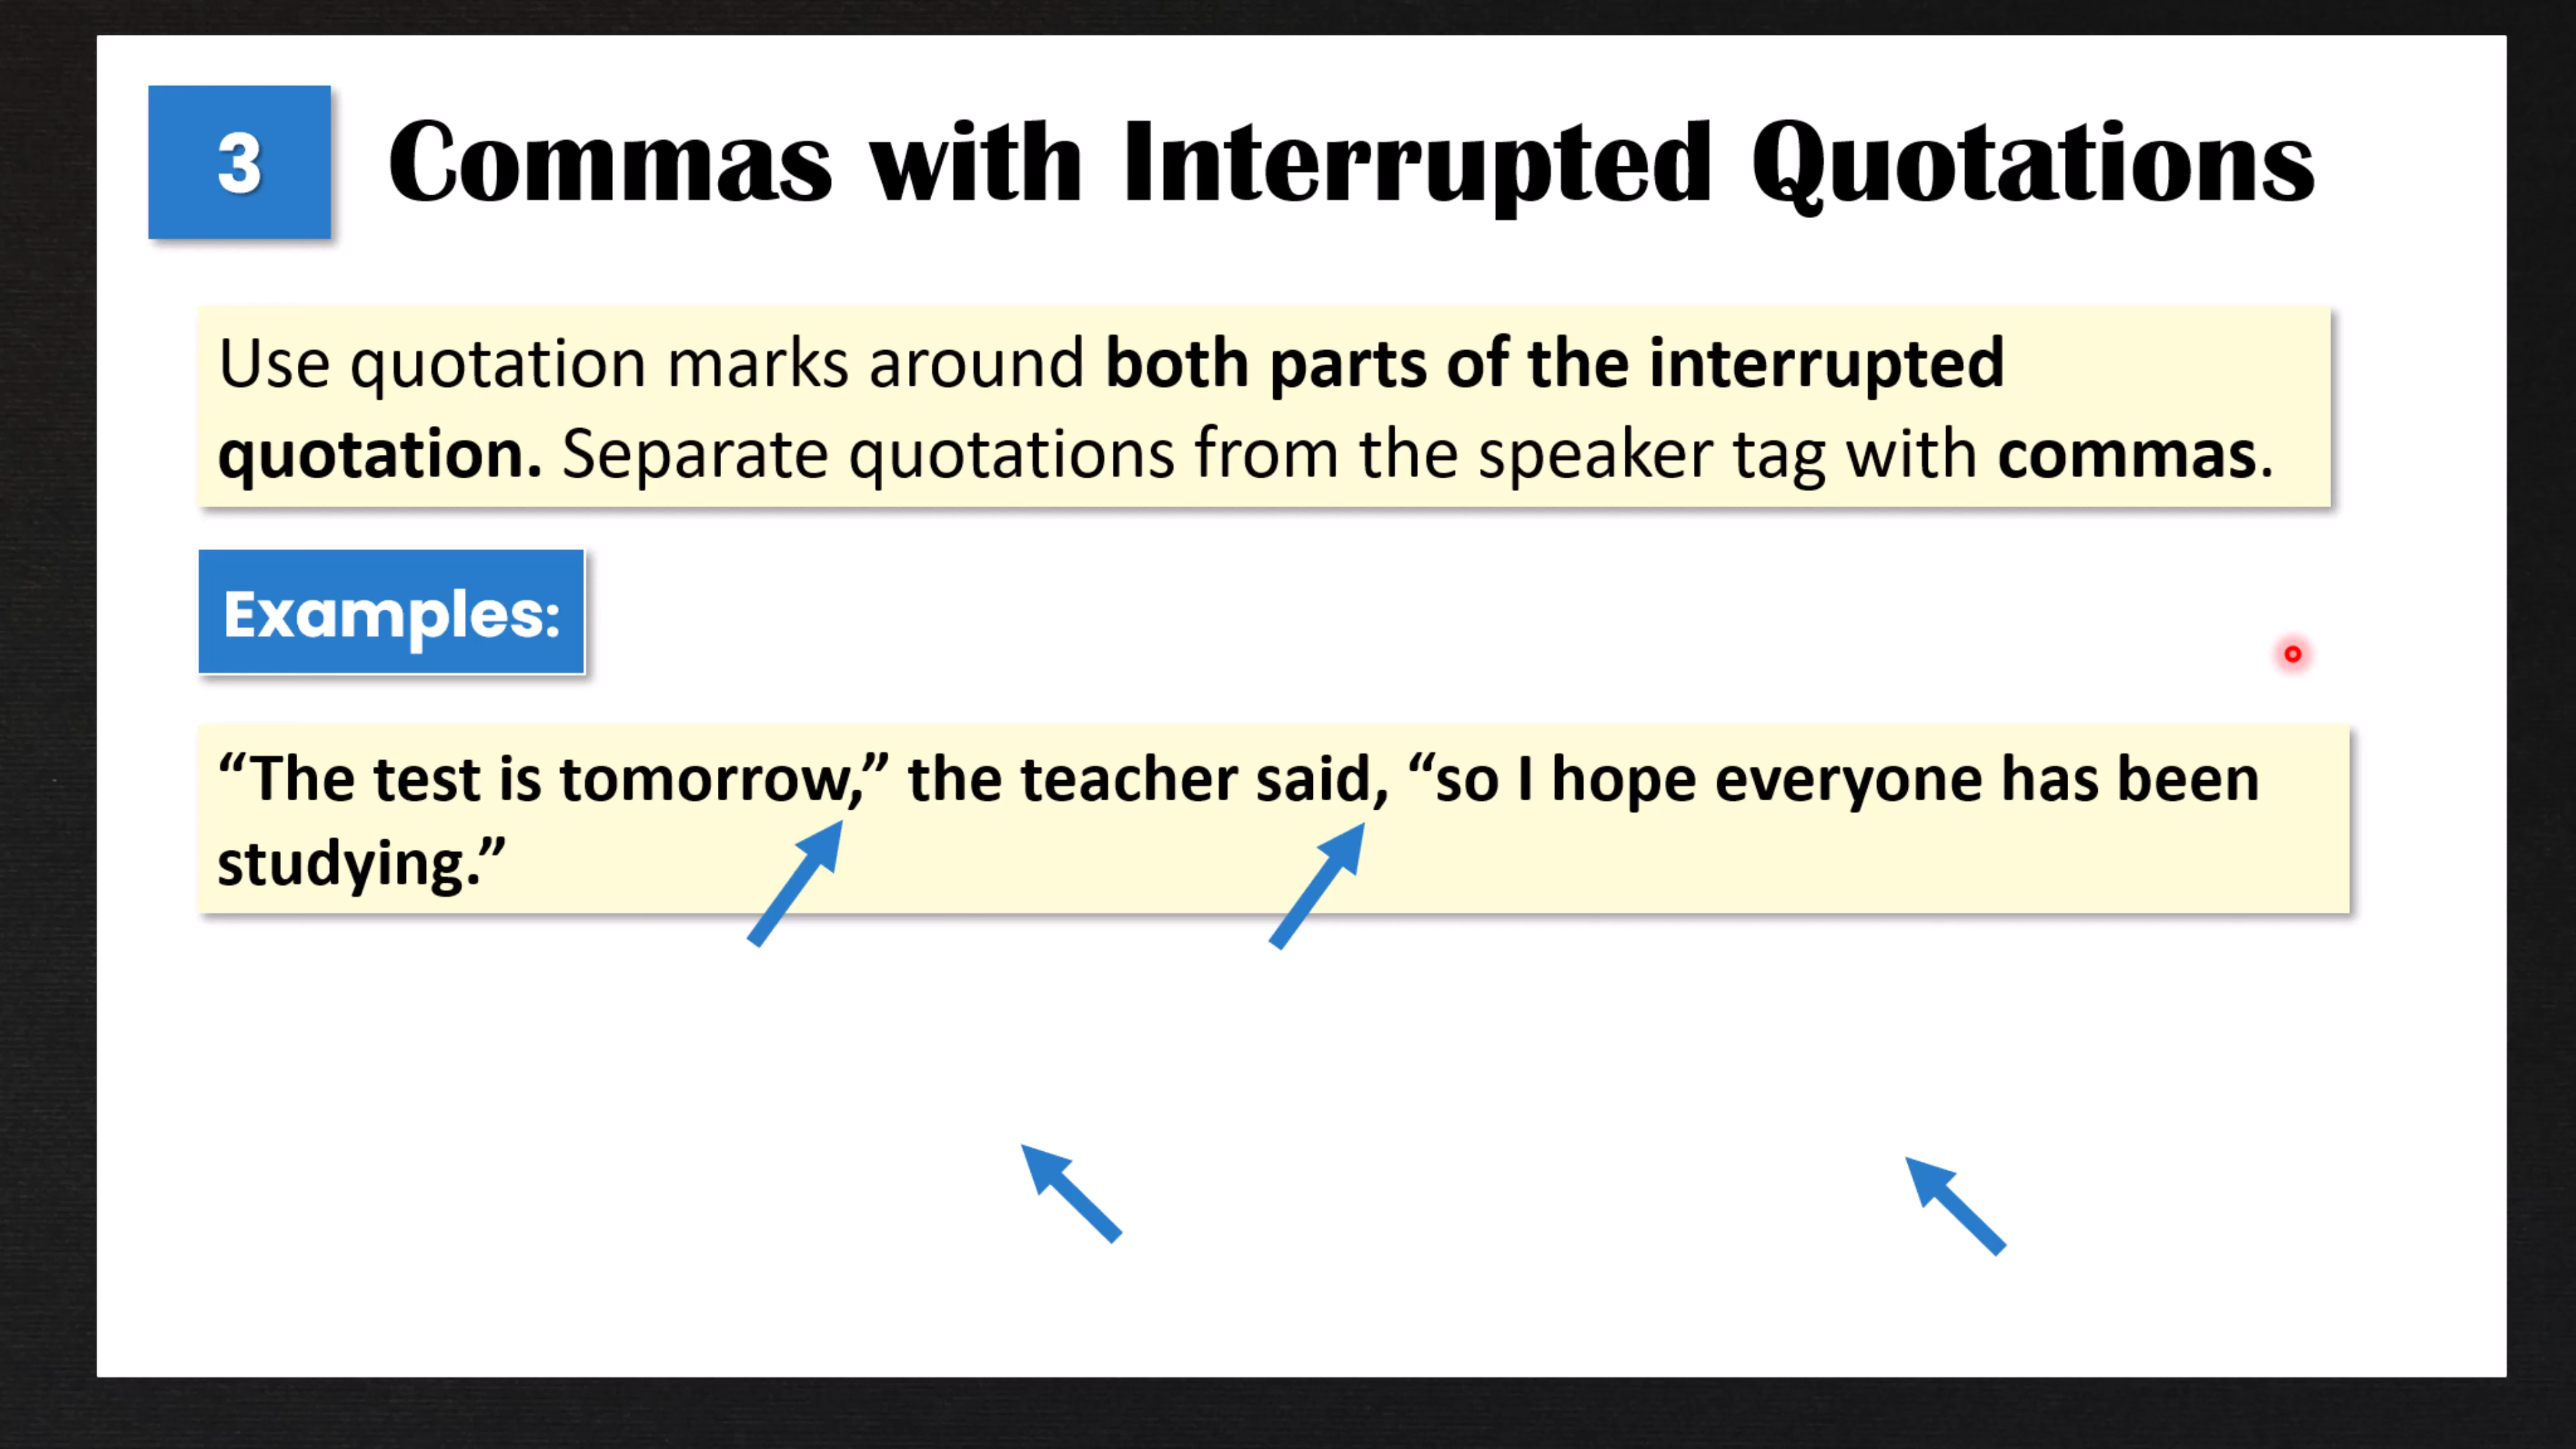 3
Commas with Interrupted Quotations
Use quotation marks around both parts of the interrupted
quotation. Separate quotations from the speaker tag with commas.
Examples:
“The test is tomorrow,” the teacher said, “so I hope everyone has been
studying.”